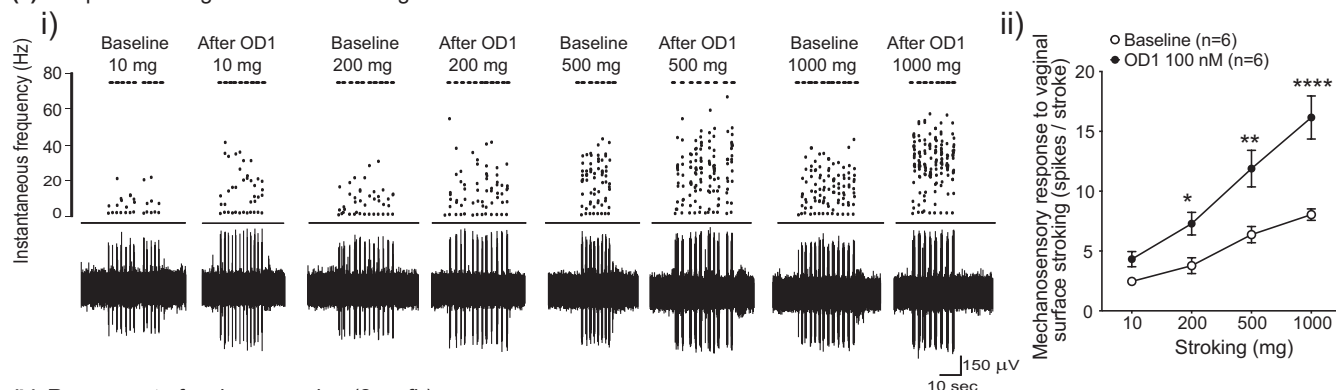 i)
Baseline
10 mg
After OD1
10 mg
Baseline
200 mg
After OD1
200 mg
Baseline
500 mg
After OD1
500 mg
Baseline
1000 mg
After OD1
1000 mg
Instantaneous frequency (Hz)
80
60
40
20
0
150 µV
10 sec
ii)
Baseline (n=6)
OD1 100 nM (n=6)
Mechanosensory response to vaginal
surface stroking (spikes / stroke)
20
15
10
5
0
*
**
****
10
200
500
1000
Stroking (mg)